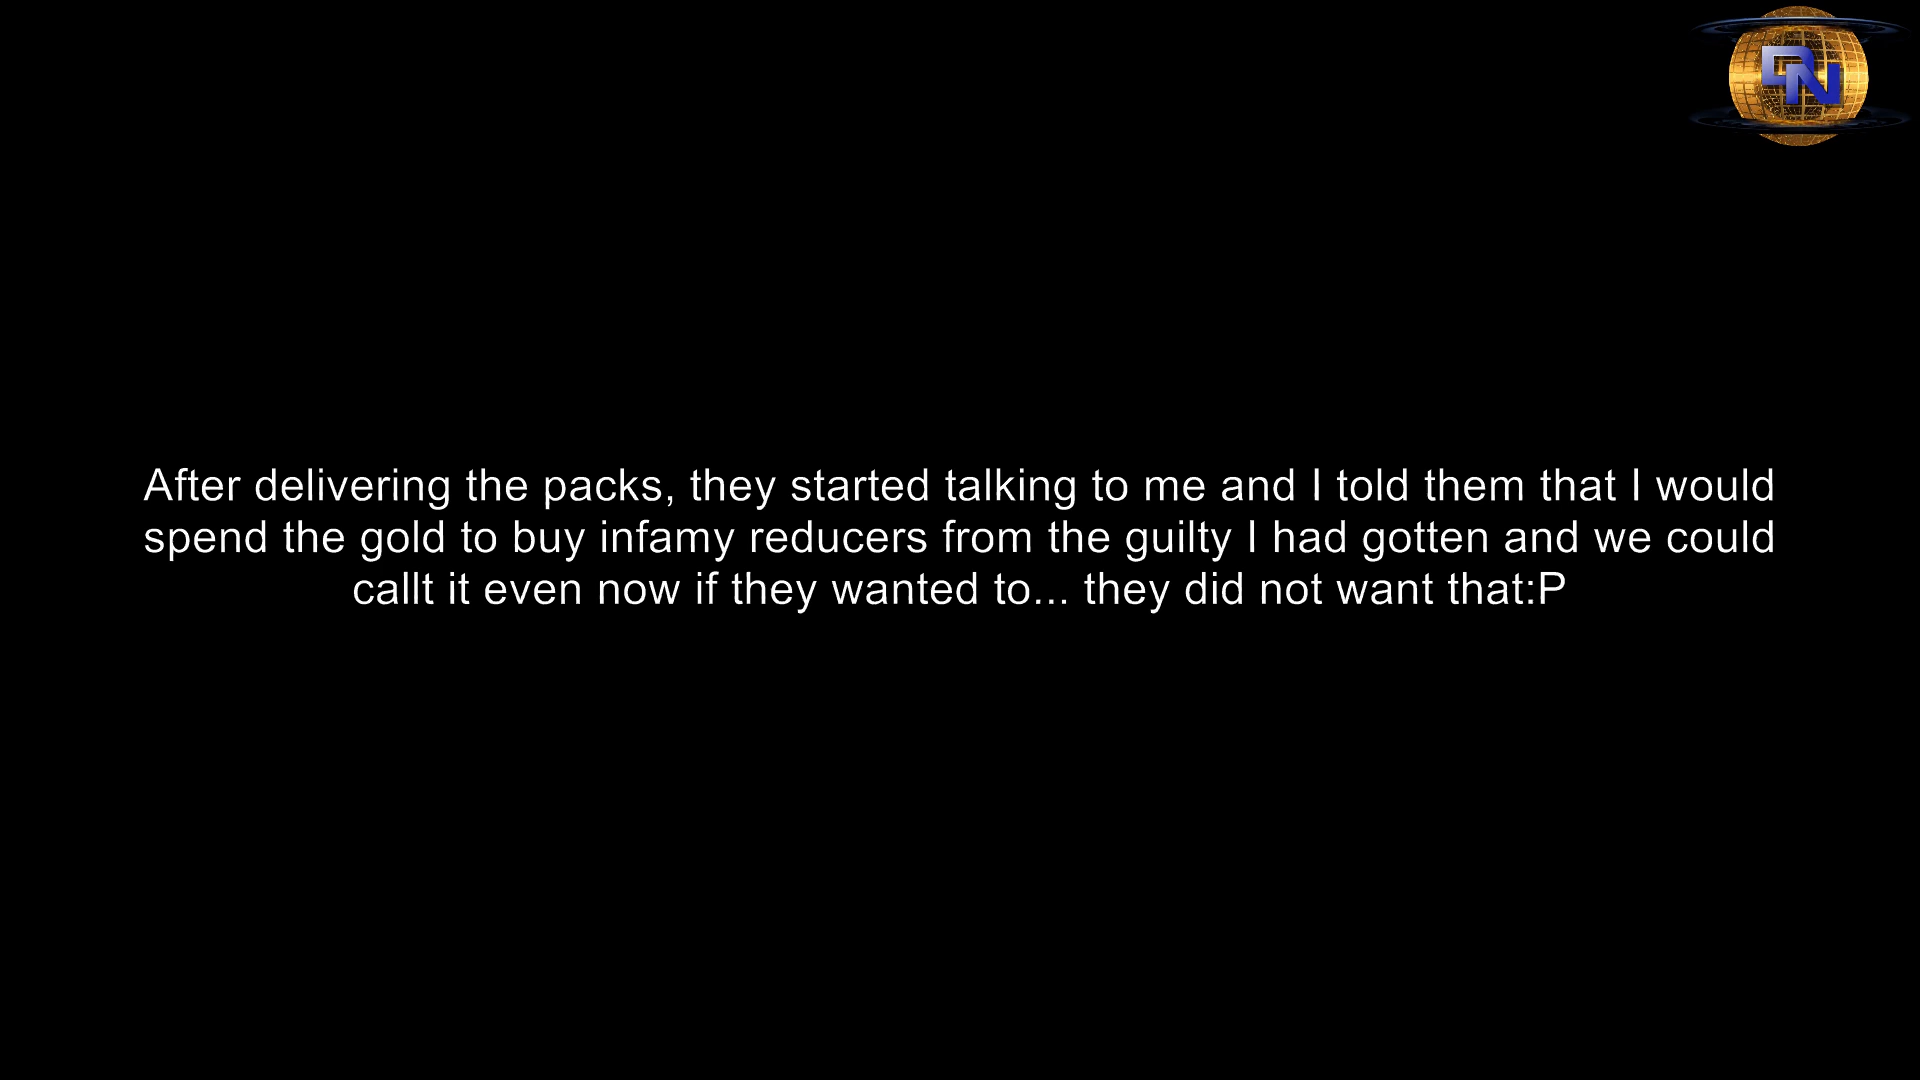 DN
After delivering the packs, they started talking to me and I told them that I would
spend the gold to buy infamy reducers from the guilty I had gotten and we could
callt it even now if they wanted to... they did not want that:P